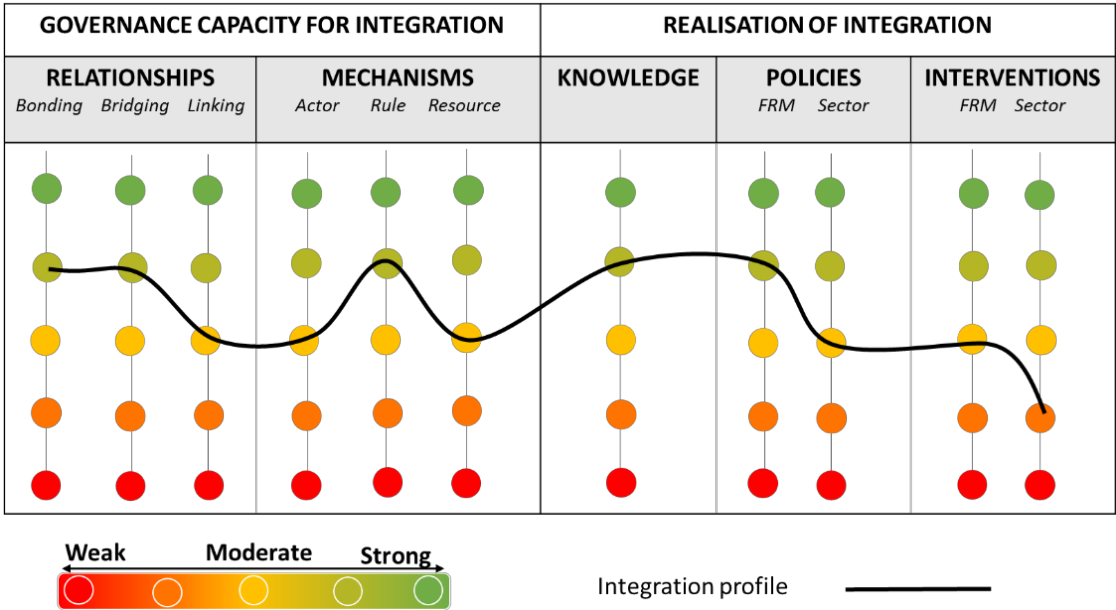 GOVERNANCE CAPACITY FOR INTEGRATION
REALISATION OF INTEGRATION
RELATIONSHIPS
Bonding Bridging Linking
MECHANISMS
Actor Rule Resource
KNOWLEDGE
POLICIES
FRM Sector
INTERVENTIONS
FRM Sector
Weak Moderate Strong
Integration profile